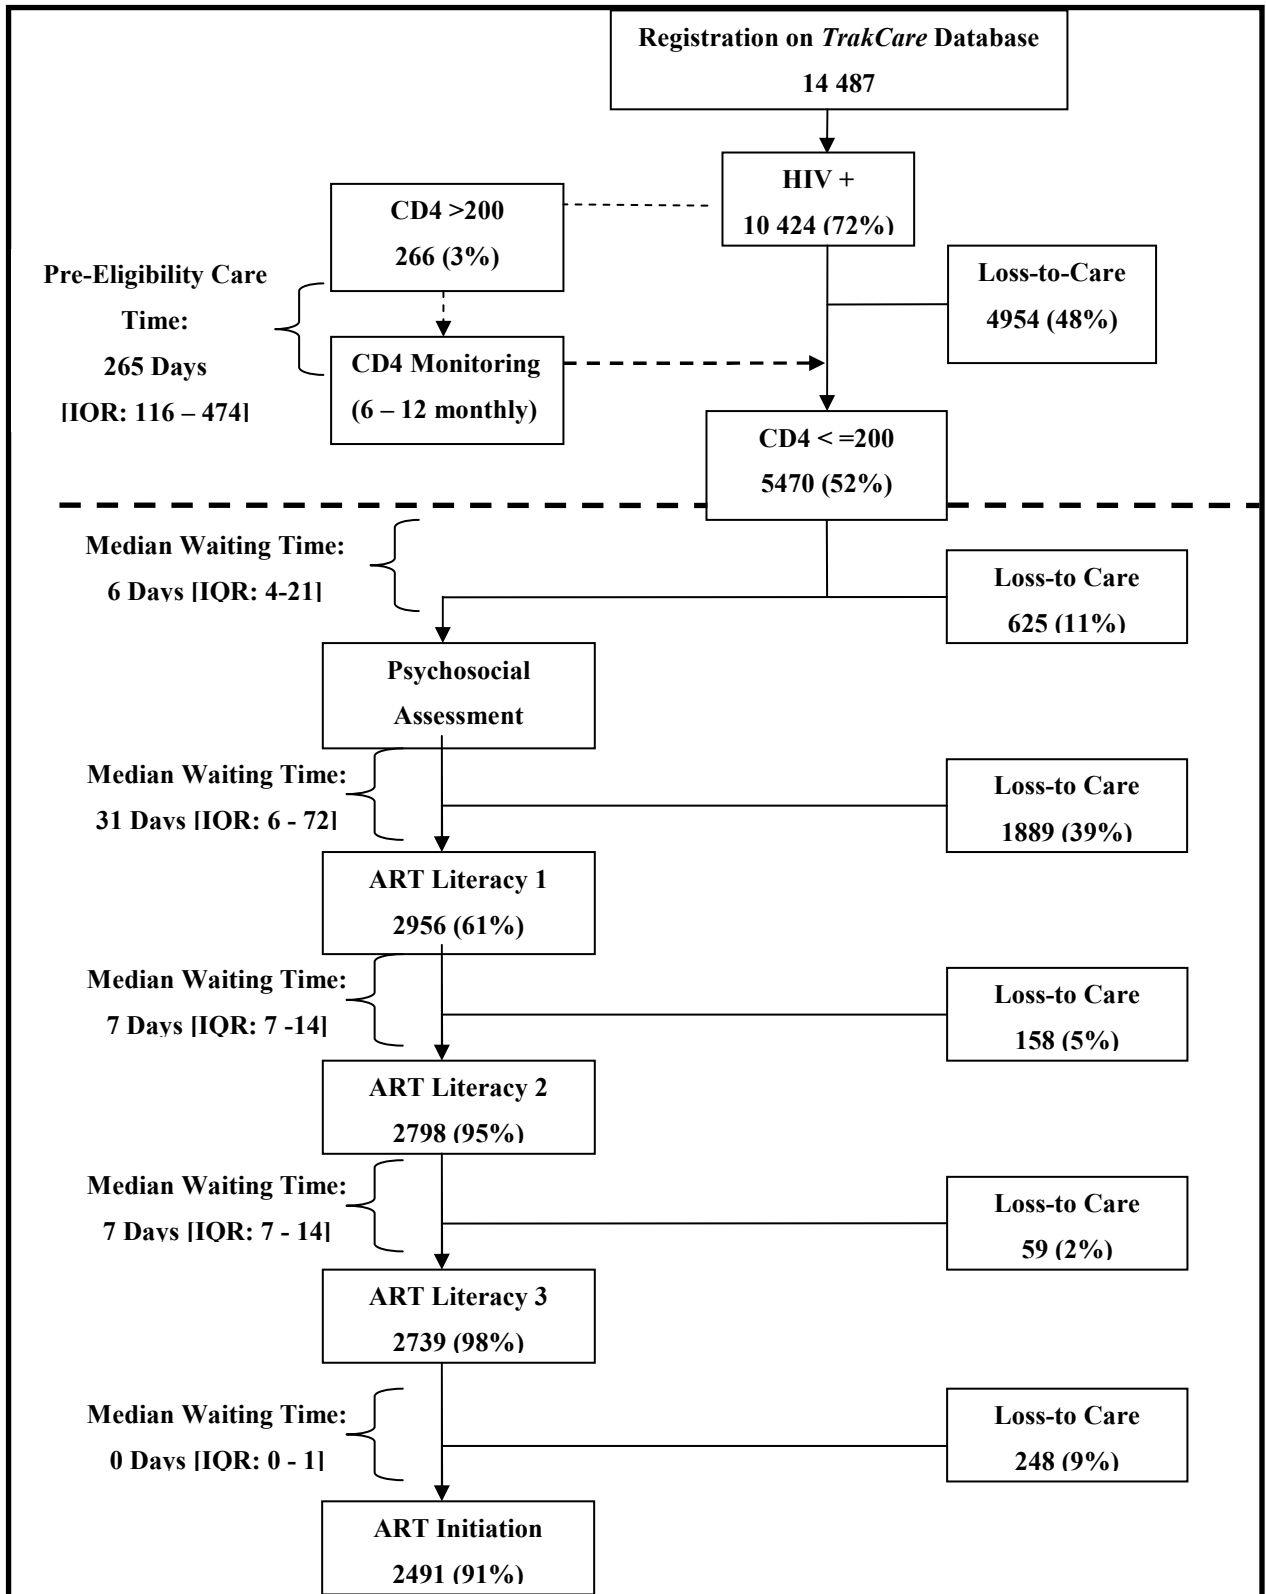 Registration on TrakCare Database
14 487
HIV +
10 424 (72%)
CD4 >200
266 (3%)
Pre-Eligibility Care
Time:
265 Days
[IQR: 116 – 474]
Loss-to-Care
4954 (48%)
CD4 Monitoring
(6 – 12 monthly)
CD4 < =200
5470 (52%)
Median Waiting Time:
6 Days [IQR: 4-21]
Loss-to Care
625 (11%)
Psychosocial
Assessment
Median Waiting Time:
31 Days [IQR: 6 - 72]
Loss-to Care
1889 (39%)
ART Literacy 1
2956 (61%)
Median Waiting Time:
7 Days [IQR: 7 -14]
Loss-to Care
158 (5%)
ART Literacy 2
2798 (95%)
Median Waiting Time:
7 Days [IQR: 7 - 14]
Loss-to Care
59 (2%)
ART Literacy 3
2739 (98%)
Median Waiting Time:
0 Days [IQR: 0 - 1]
Loss-to Care
248 (9%)
ART Initiation
2491 (91%)